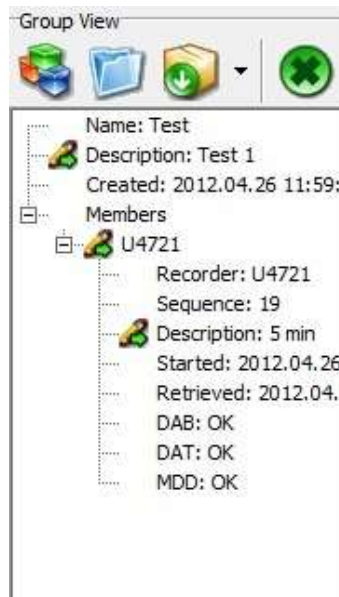 Group View
Name: Test
Description: Test 1
Created: 2012.04.26 11:59:
Members
U4721
Recorder: U4721
Sequence: 19
Description: 5 min
Started: 2012.04.26
Retrieved: 2012.04.
DAB: OK
DAT: OK
MDD: OK